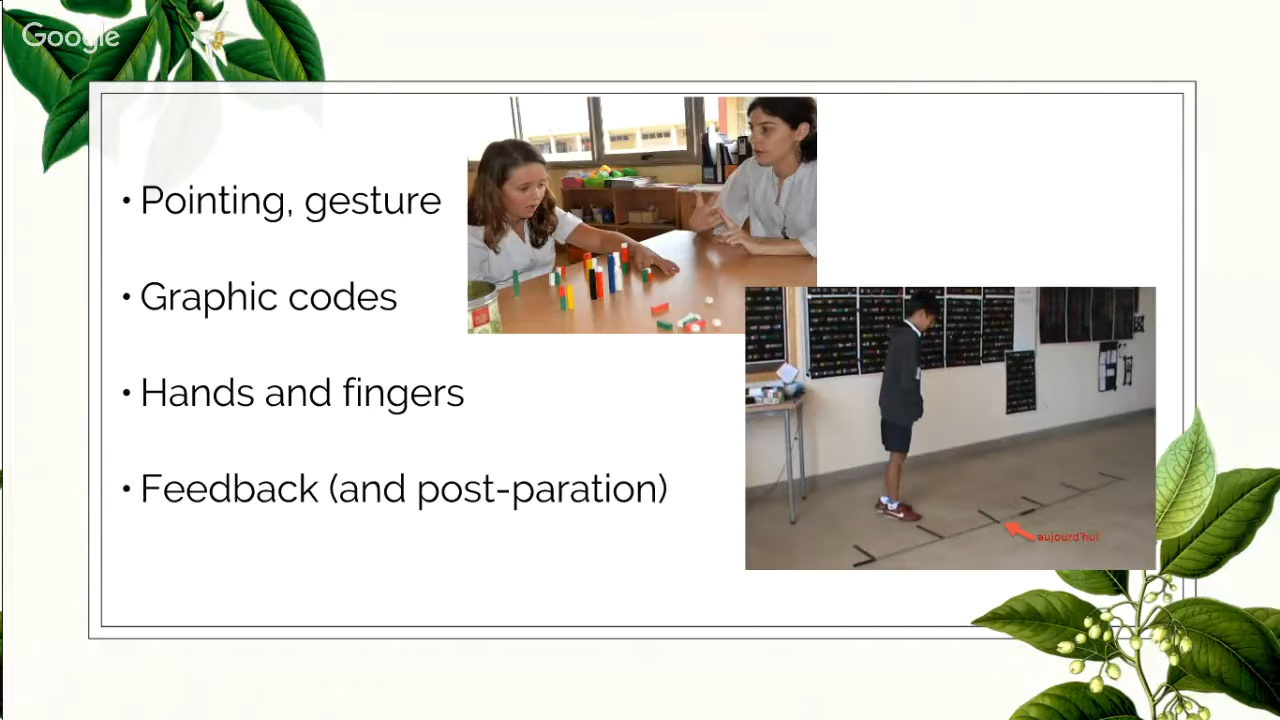 Google
• Pointing, gesture
• Graphic codes
• Hands and fingers
• Feedback (and post-paration)
aujourd'hui